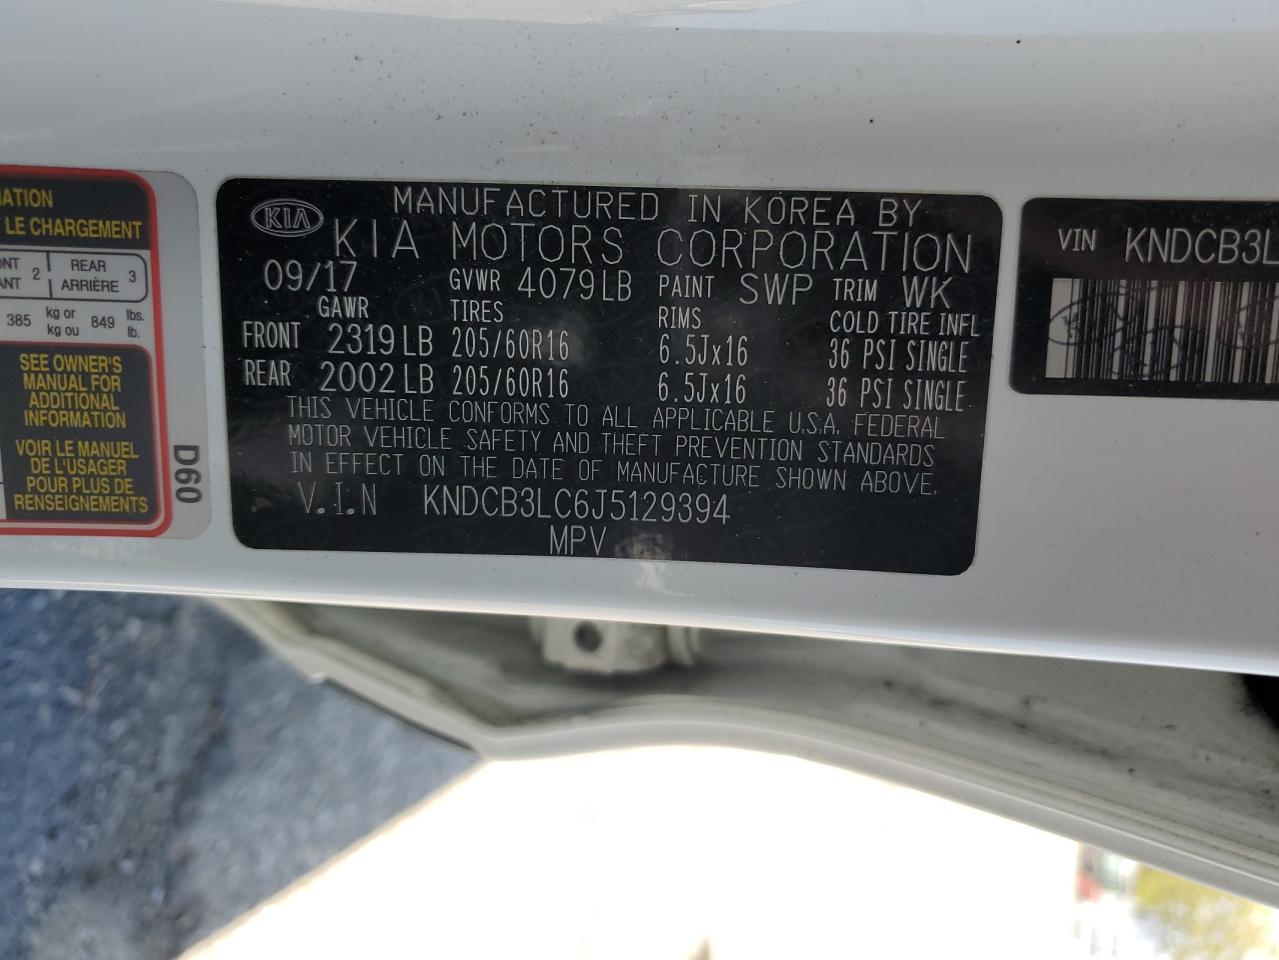 MATION
LE CHARGEMENT
2 REAR 3
ARRIÈRE
385 kg or 849 lbs.
kg ou lb.
SEE OWNER'S
MANUAL FOR
ADDITIONAL
INFORMATION
VOIR LE MANUEL
DE L'USAGER
POUR PLUS DE
RENSEIGNEMENTS
D60
MANUFACTURED IN KOREA BY
KIA KIA MOTORS CORPORATION
09/17 GVWR 4079LB PAINT SWP TRIM WK
GAWR TIRES RIMS COLD TIRE INFL
FRONT 2319LB 205/60R16 6.5Jx16 36 PSI SINGLE
REAR 2002LB 205/60R16 6.5Jx16 36 PSI SINGLE
THIS VEHICLE CONFORMS TO ALL APPLICABLE U.S.A. FEDERAL
MOTOR VEHICLE SAFETY AND THEFT PREVENTION STANDARDS
IN EFFECT ON THE DATE OF MANUFACTURE SHOWN ABOVE.
V.I.N KNDCB3LC6J5129394
MPV
VIN KNDCB3L